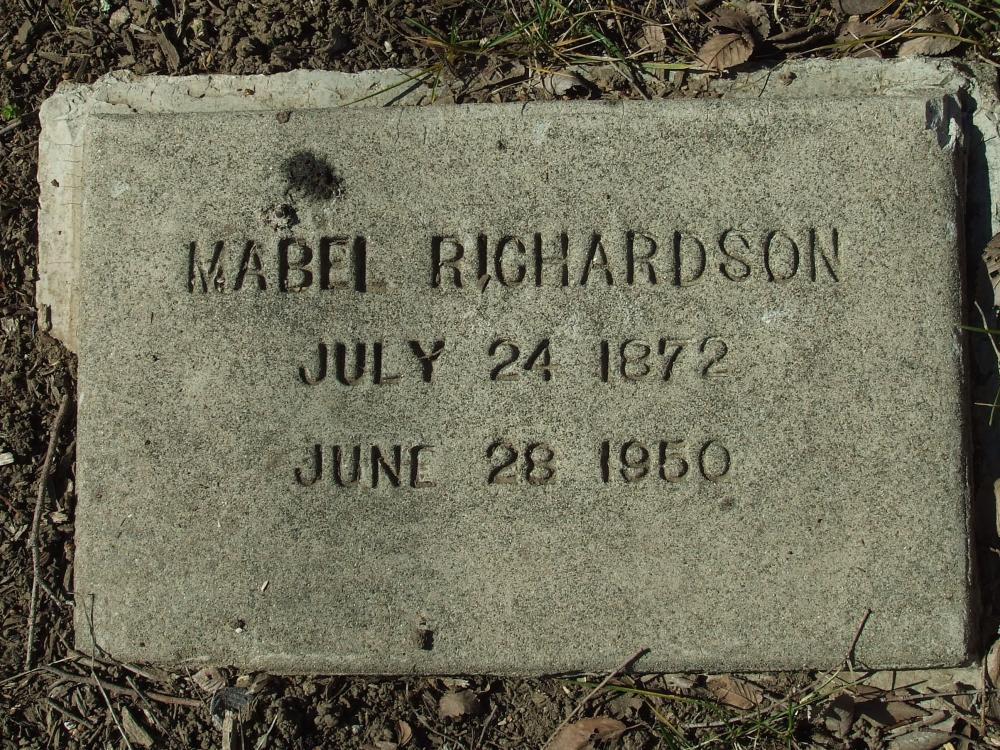 MABEL RICHARDSON
JULY 24 1872
JUNE 28 1950